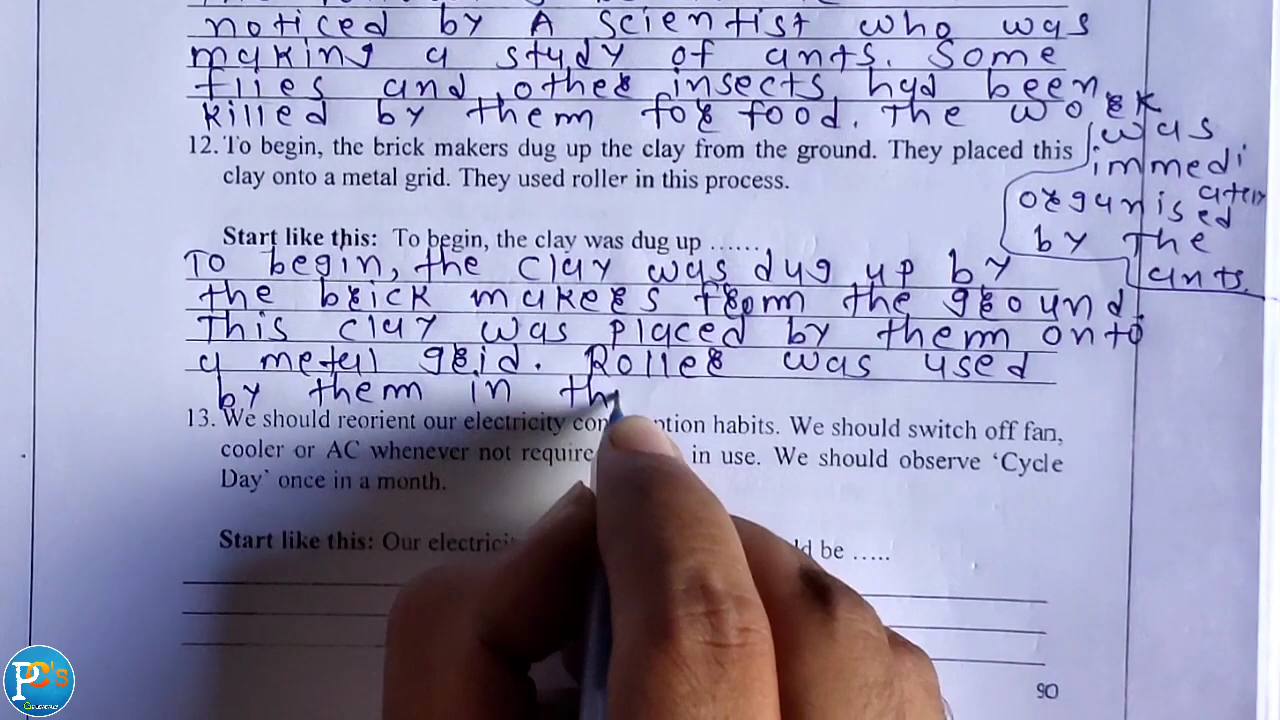 noticed by A scientist who was
making a study of ants. Some
flies and other insects had been
killed by them for food. The work
was
immedi
ately
organised
by the
ants.
12. To begin, the brick makers dug up the clay from the ground. They placed this
clay onto a metal grid. They used roller in this process.
Start like this: To begin, the clay was dug up ......
To begin, the clay was dug up by
the brick makers from the ground.
This clay was placed by them onto
a metal grid. Roller was used
by them in th
13. We should reorient our electricity con ption habits. We should switch off fan,
cooler or AC whenever not require in use. We should observe ‘Cycle
Day’ once in a month.
Start like this: Our electrici d be .....
90
PC's